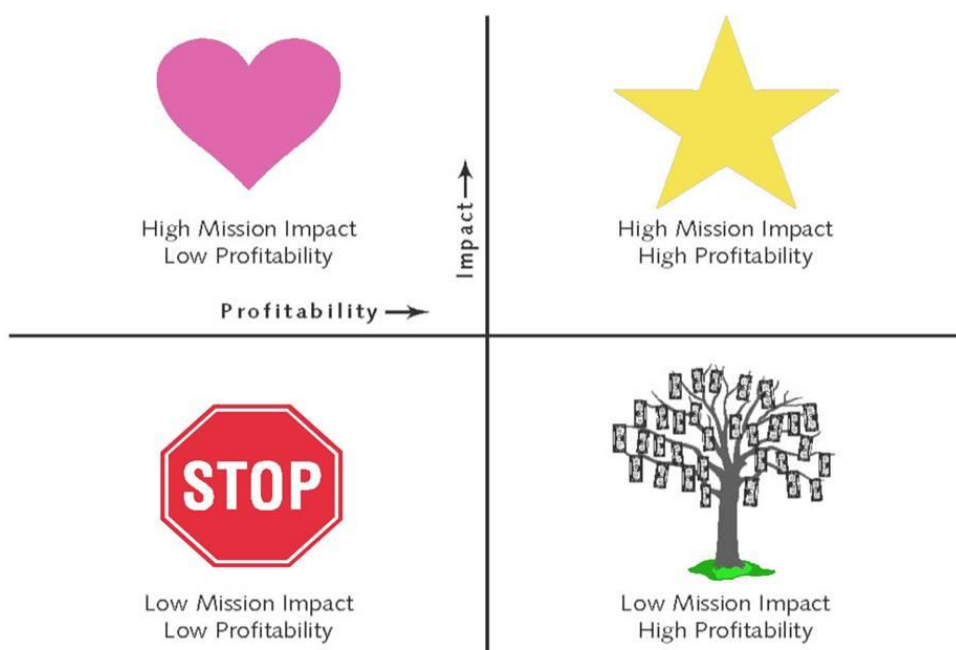 High Mission Impact
Low Profitability
High Mission Impact
High Profitability
Impact
Profitability
STOP
Low Mission Impact
Low Profitability
Low Mission Impact
High Profitability